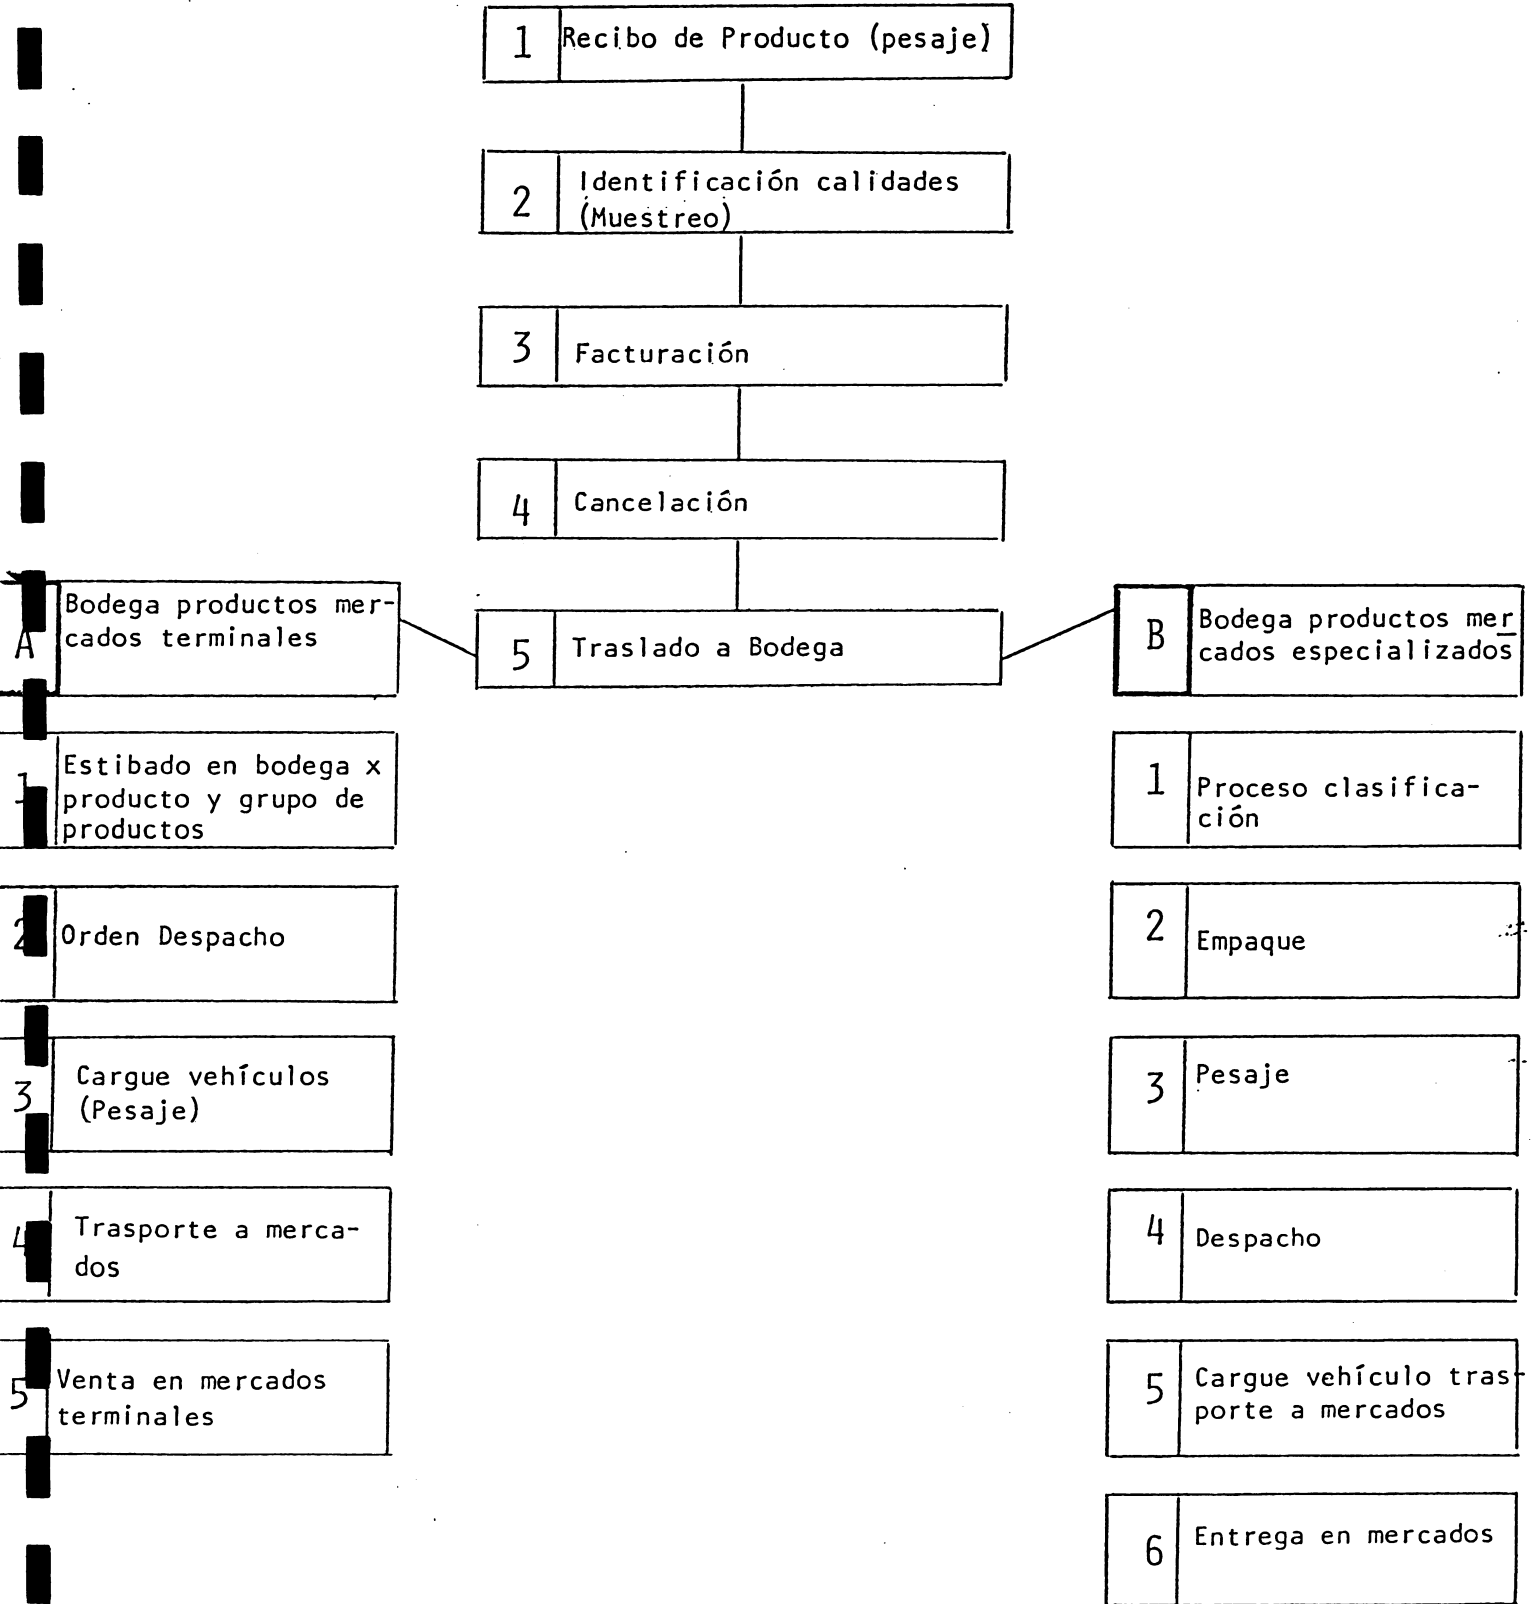 1 Recibo de Producto (pesaje)
2 Identificación calidades
(Muestreo)
3 Facturación
4 Cancelación
5 Traslado a Bodega
A Bodega productos mer-
cados terminales
1 Estibado en bodega x
producto y grupo de
productos
2 Orden Despacho
3 Cargue vehículos
(Pesaje)
4 Trasporte a merca-
dos
5 Venta en mercados
terminales
B Bodega productos mer
cados especializados
1 Proceso clasifica-
ción
2 Empaque
3 Pesaje
4 Despacho
5 Cargue vehículo tras
porte a mercados
6 Entrega en mercados